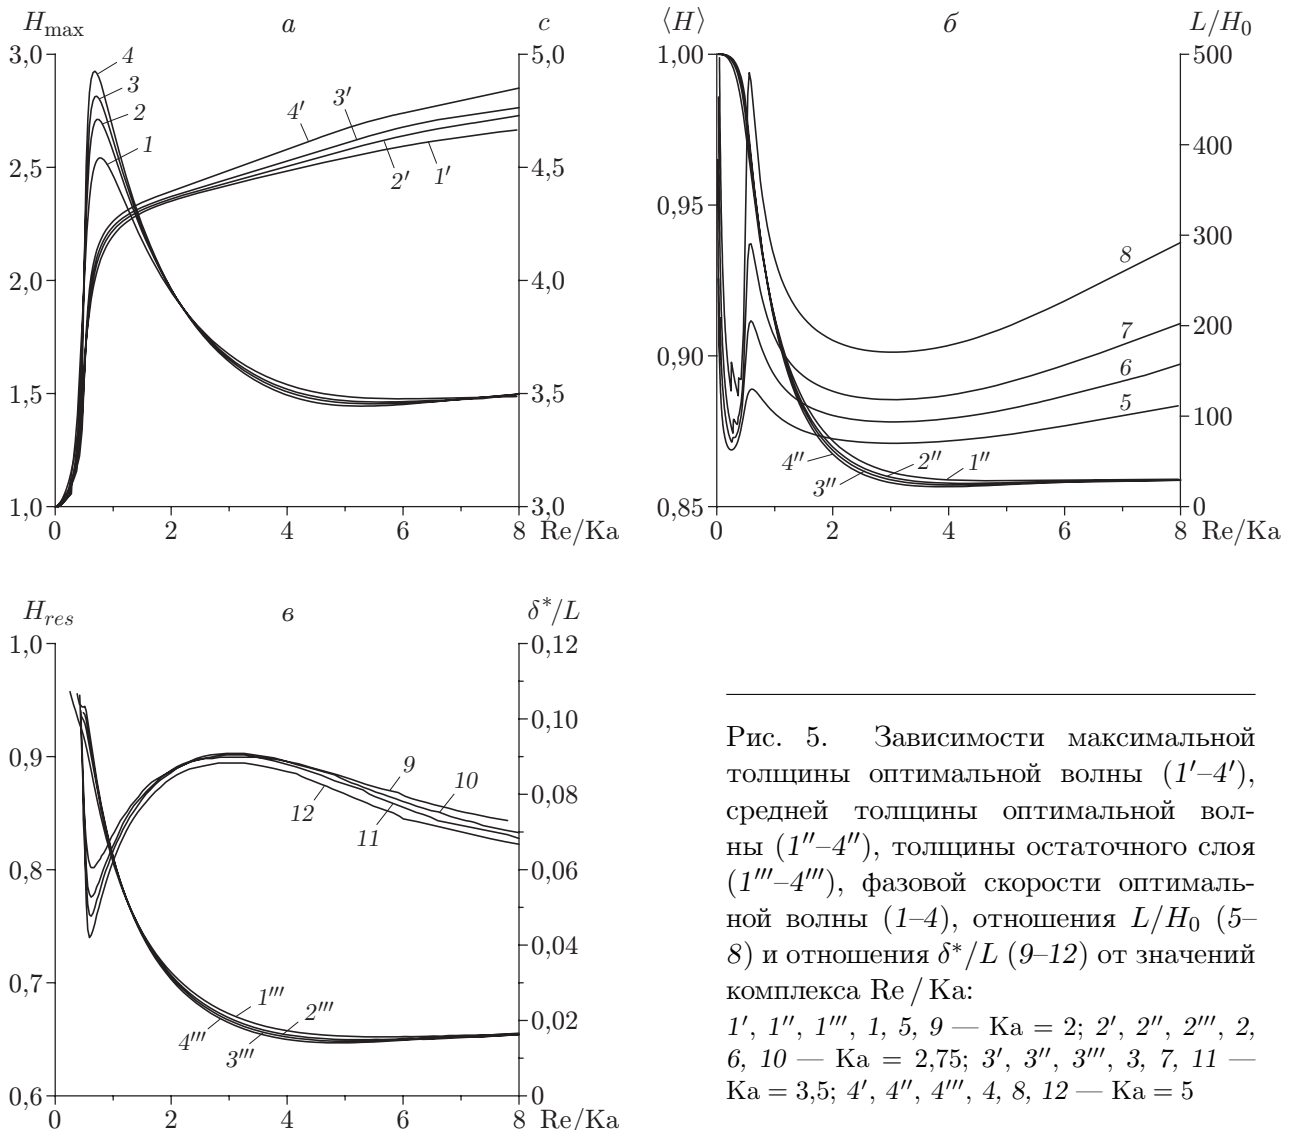 H_max а c
3,0 5,0
4
3
2
1
4′ 3′
2′ 1′
2,5 4,5
2,0 4,0
1,5 3,5
1,0 3,0
0 2 4 6 8 Re/Ka
⟨H⟩ б L/H_0
1,00 500
400
0,95
300
8
7
200
0,90
6
5
100
4″ 2″ 1″
3″
0,85 0
0 2 4 6 8 Re/Ka
H_res в δ*/L
1,0 0,12
0,10
0,9
9
10
0,08
12
11
0,8
0,06
0,04
0,7
1‴ 2‴
0,02
4‴ 3‴
0,6 0
0 2 4 6 8 Re/Ka
Рис. 5. Зависимости максимальной
толщины оптимальной волны (1′–4′),
средней толщины оптимальной вол-
ны (1″–4″), толщины остаточного слоя
(1‴–4‴), фазовой скорости оптималь-
ной волны (1–4), отношения L/H_0 (5–
8) и отношения δ*/L (9–12) от значений
комплекса Re / Ka:
1′, 1″, 1‴, 1, 5, 9 — Ka = 2; 2′, 2″, 2‴, 2,
6, 10 — Ka = 2,75; 3′, 3″, 3‴, 3, 7, 11 —
Ka = 3,5; 4′, 4″, 4‴, 4, 8, 12 — Ka = 5